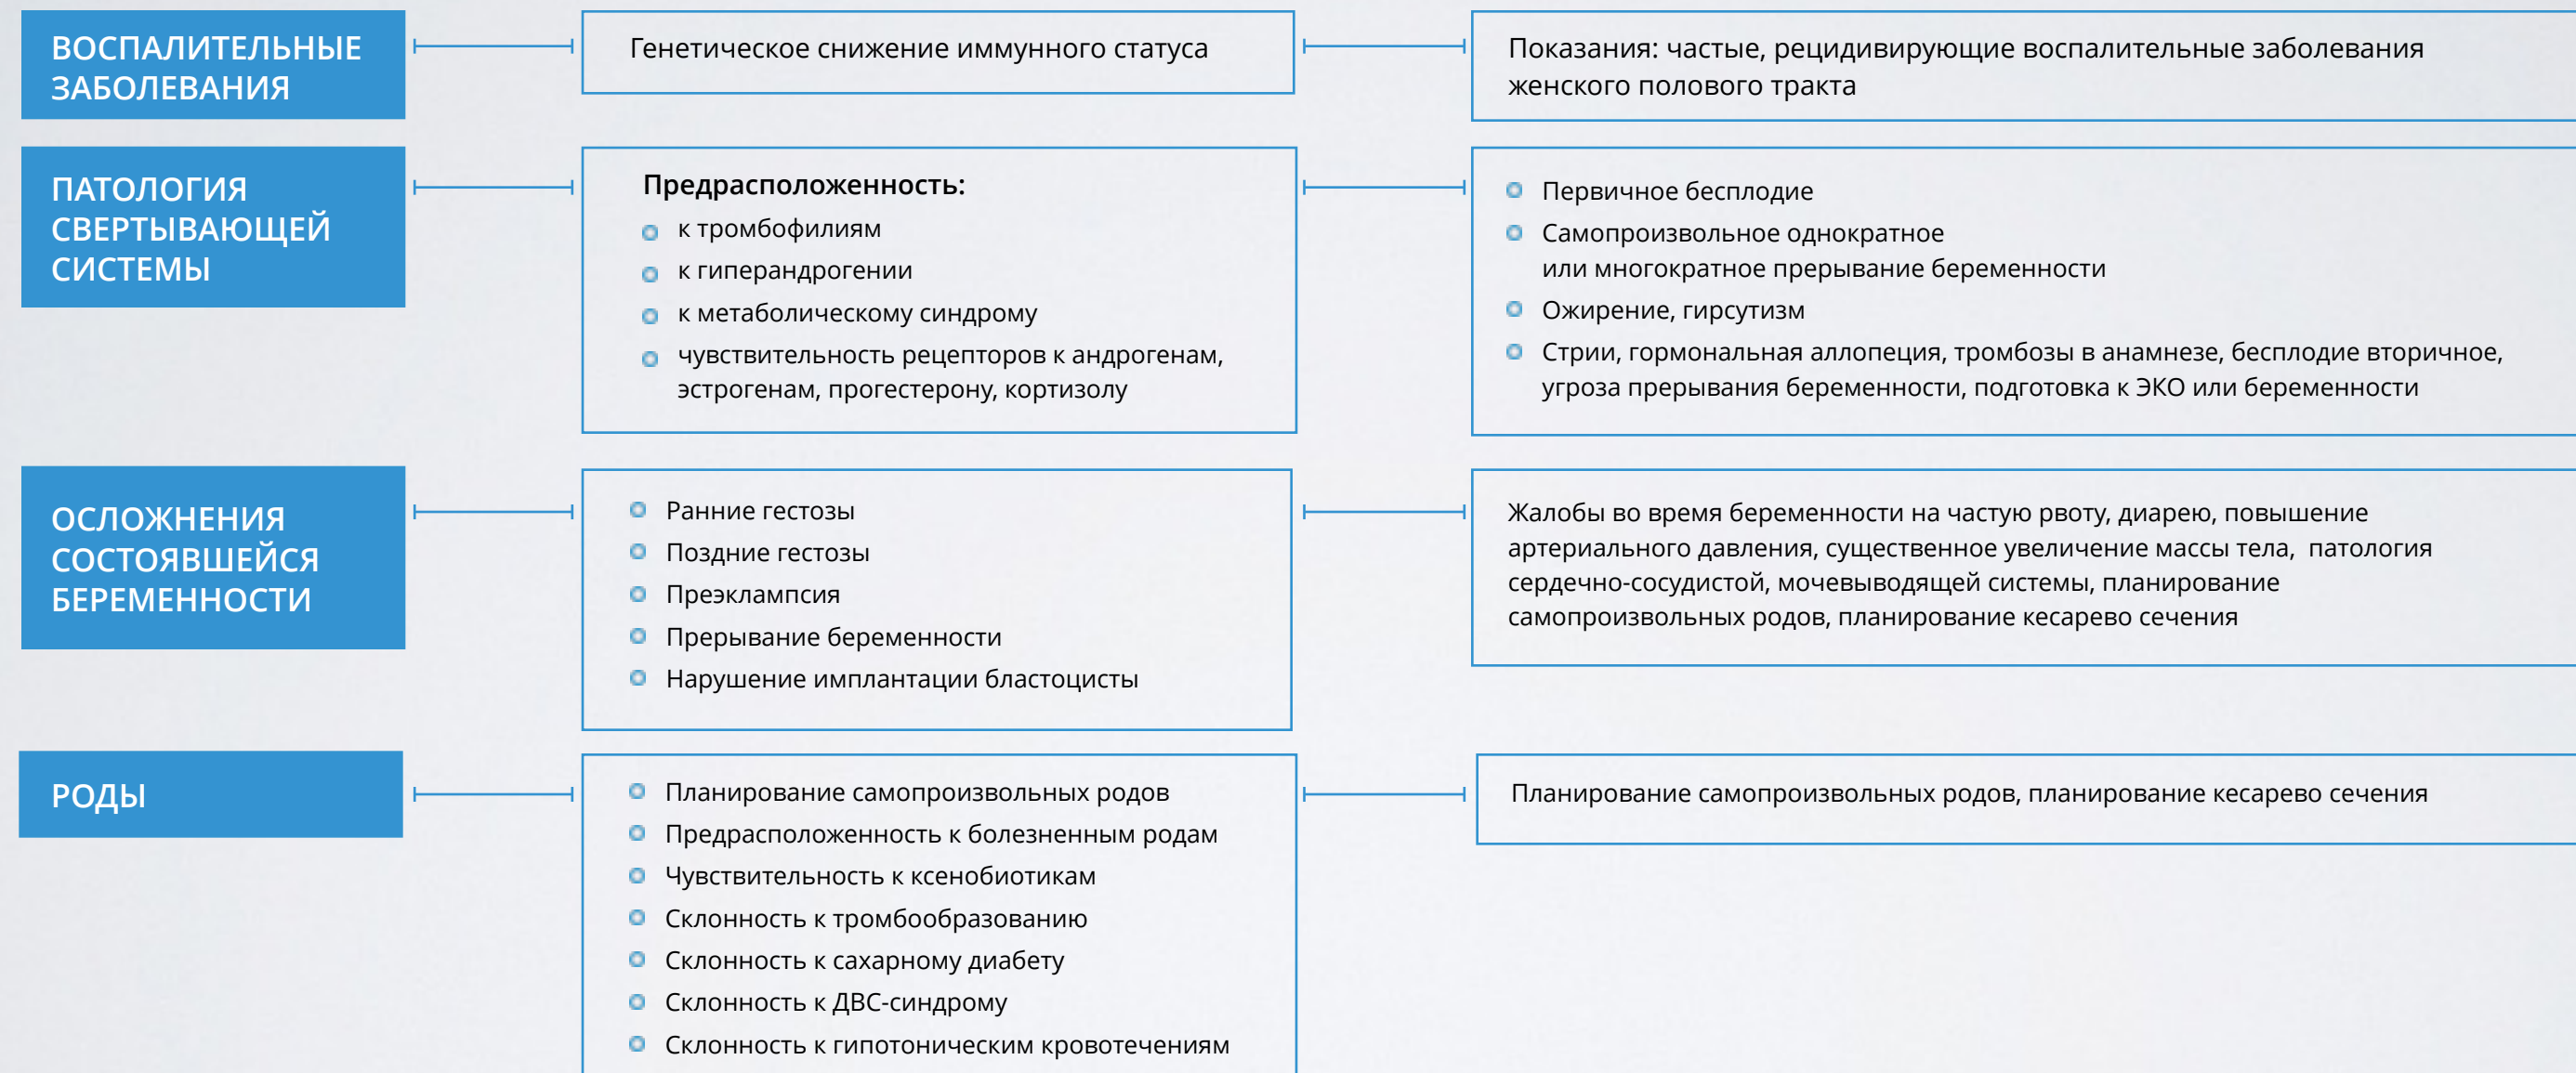 ВОСПАЛИТЕЛЬНЫЕ
ЗАБОЛЕВАНИЯ
Генетическое снижение иммунного статуса
Показания: частые, рецидивирующие воспалительные заболевания
женского полового тракта
ПАТОЛОГИЯ
СВЕРТЫВАЮЩЕЙ
СИСТЕМЫ
Предрасположенность:
к тромбофилиям
к гиперандрогении
к метаболическому синдрому
чувствительность рецепторов к андрогенам,
эстрогенам, прогестерону, кортизолу
Первичное бесплодие
Самопроизвольное однократное
или многократное прерывание беременности
Ожирение, гирсутизм
Стрии, гормональная аллопеция, тромбозы в анамнезе, бесплодие вторичное,
угроза прерывания беременности, подготовка к ЭКО или беременности
ОСЛОЖНЕНИЯ
СОСТОЯВШЕЙСЯ
БЕРЕМЕННОСТИ
Ранние гестозы
Поздние гестозы
Преэклампсия
Прерывание беременности
Нарушение имплантации бластоцисты
Жалобы во время беременности на частую рвоту, диарею, повышение
артериального давления, существенное увеличение массы тела,  патология
сердечно-сосудистой, мочевыводящей системы, планирование
самопроизвольных родов, планирование кесарево сечения
РОДЫ
Планирование самопроизвольных родов
Предрасположенность к болезненным родам
Чувствительность к ксенобиотикам
Склонность к тромбообразованию
Склонность к сахарному диабету
Склонность к ДВС-синдрому
Склонность к гипотоническим кровотечениям
Планирование самопроизвольных родов, планирование кесарево сечения